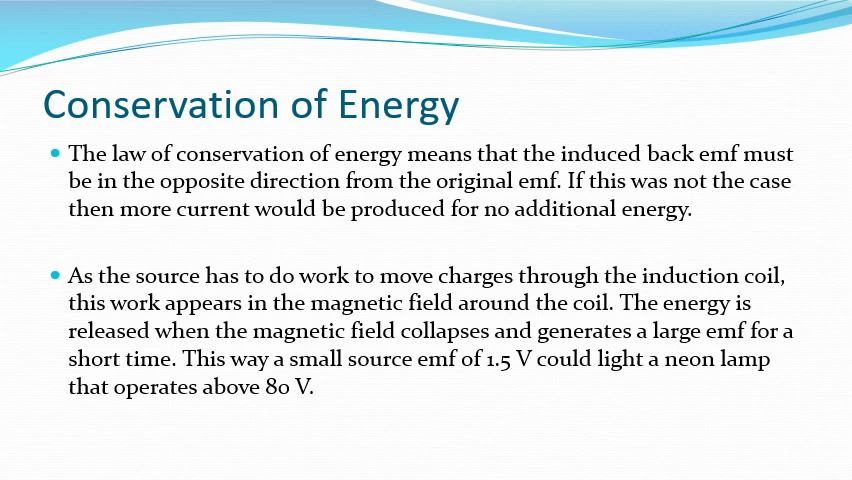 Conservation of Energy
The law of conservation of energy means that the induced back emf must
be in the opposite direction from the original emf. If this was not the case
then more current would be produced for no additional energy.
As the source has to do work to move charges through the induction coil,
this work appears in the magnetic field around the coil. The energy is
released when the magnetic field collapses and generates a large emf for a
short time. This way a small source emf of 1.5 V could light a neon lamp
that operates above 80 V.